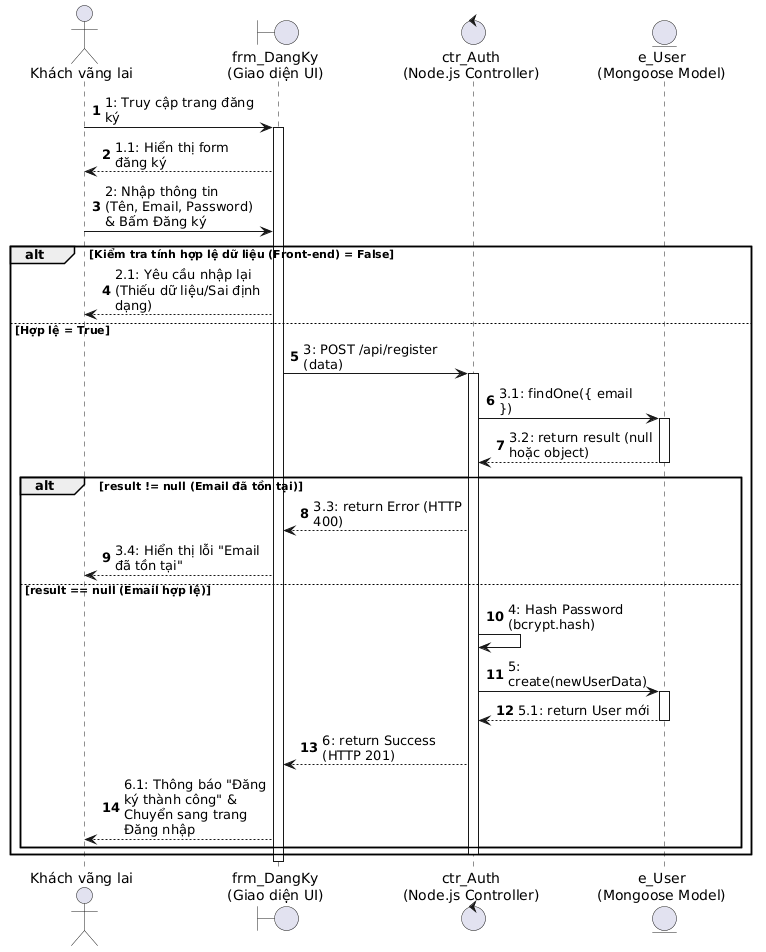 Khách vãng lai
frm_DangKy
(Giao diện UI)
ctr_Auth
(Node.js Controller)
e_User
(Mongoose Model)
1 1: Truy cập trang đăng
ký
2 1.1: Hiển thị form
đăng ký
2: Nhập thông tin
3 (Tên, Email, Password)
& Bấm Đăng ký
alt [Kiểm tra tính hợp lệ dữ liệu (Front-end) = False]
2.1: Yêu cầu nhập lại
4 (Thiếu dữ liệu/Sai định
dạng)
[Hợp lệ = True]
5 3: POST /api/register
(data)
6 3.1: findOne({ email
})
7 3.2: return result (null
hoặc object)
alt [result != null (Email đã tồn tại)]
8 3.3: return Error (HTTP
400)
9 3.4: Hiển thị lỗi "Email
đã tồn tại"
[result == null (Email hợp lệ)]
10 4: Hash Password
(bcrypt.hash)
11 5:
create(newUserData)
12 5.1: return User mới
13 6: return Success
(HTTP 201)
6.1: Thông báo "Đăng
ký thành công" &
14 Chuyển sang trang
Đăng nhập
Khách vãng lai
frm_DangKy
(Giao diện UI)
ctr_Auth
(Node.js Controller)
e_User
(Mongoose Model)